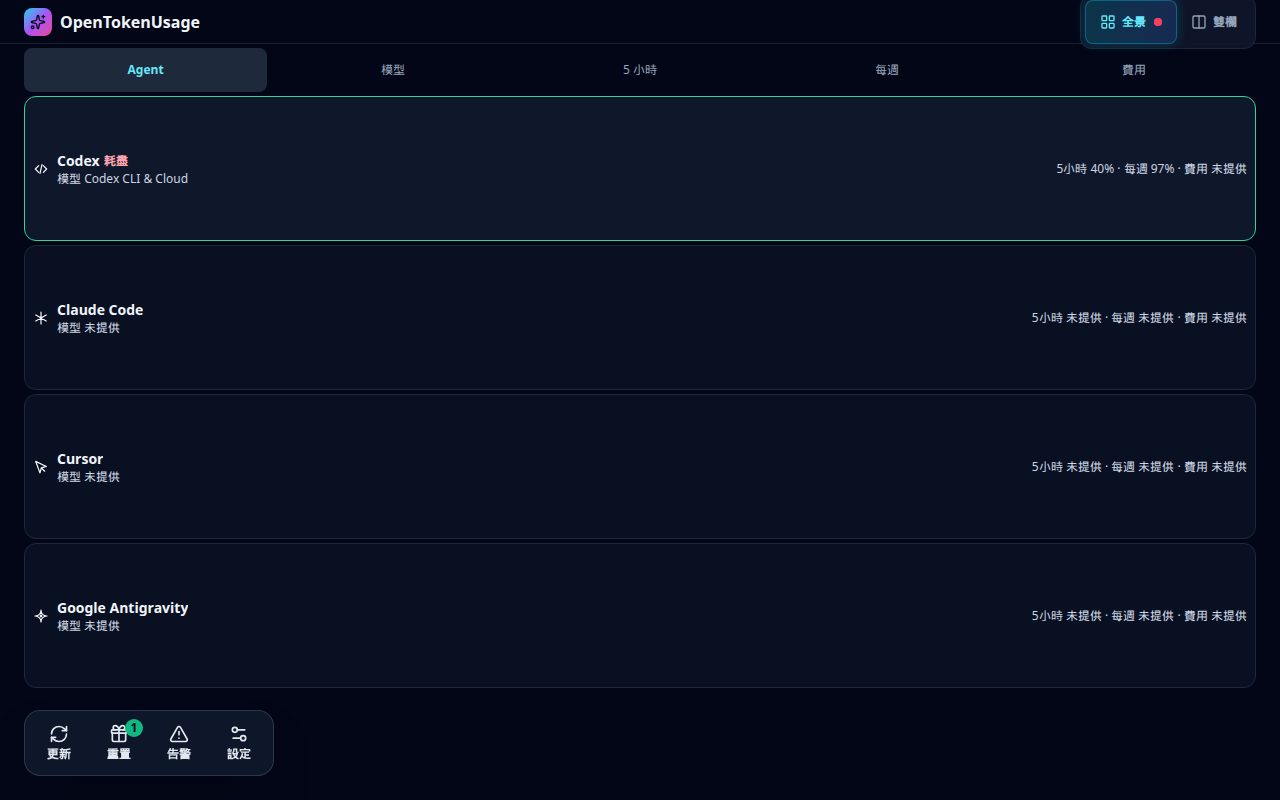 OpenTokenUsage
全景
雙欄
Agent
模型
5 小時
每週
費用
Codex 耗盡
模型 Codex CLI & Cloud
5小時 40% · 每週 97% · 費用 未提供
Claude Code
模型 未提供
5小時 未提供 · 每週 未提供 · 費用 未提供
Cursor
模型 未提供
5小時 未提供 · 每週 未提供 · 費用 未提供
Google Antigravity
模型 未提供
5小時 未提供 · 每週 未提供 · 費用 未提供
更新
1
重置
告警
設定